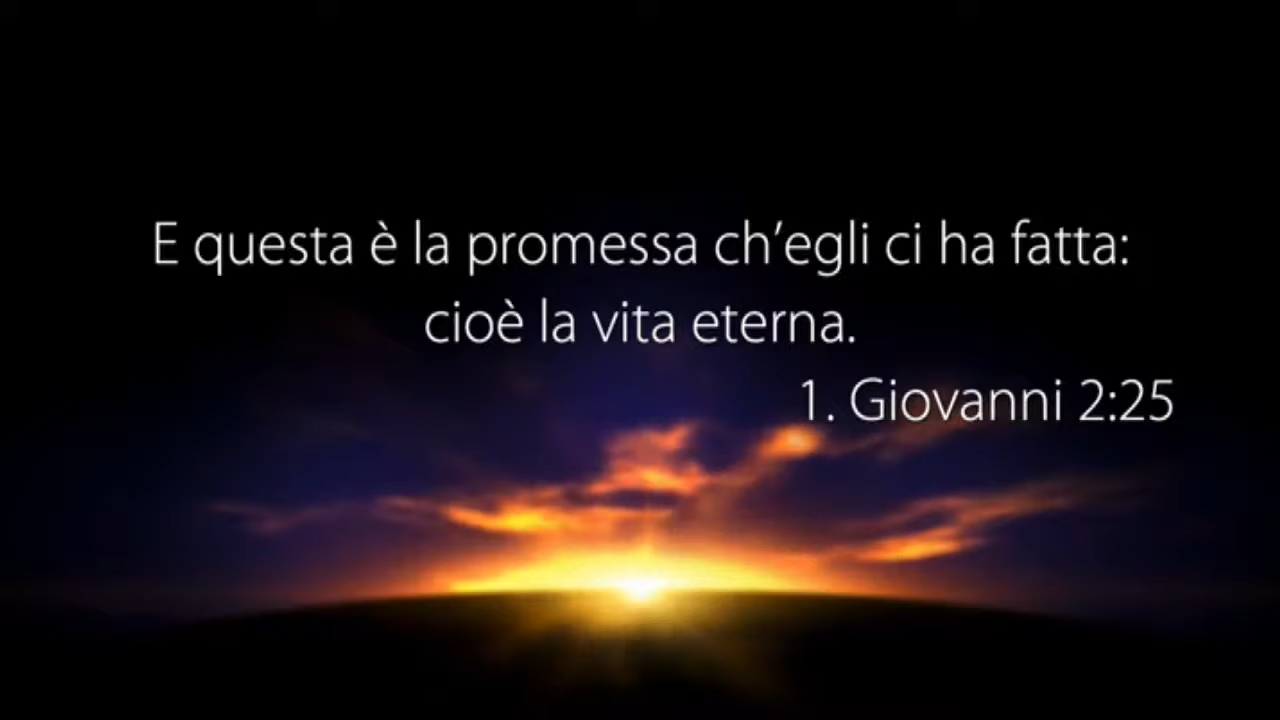 E questa è la promessa ch’egli ci ha fatta:
cioè la vita eterna.
1. Giovanni 2:25